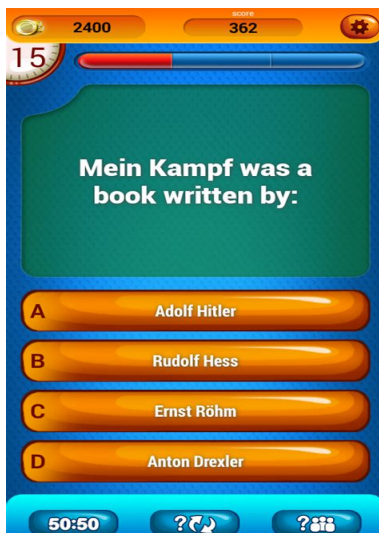 score
2400
362
15
Mein Kampf was a
book written by:
A Adolf Hitler
B Rudolf Hess
C Ernst Röhm
D Anton Drexler
50:50 ? ?